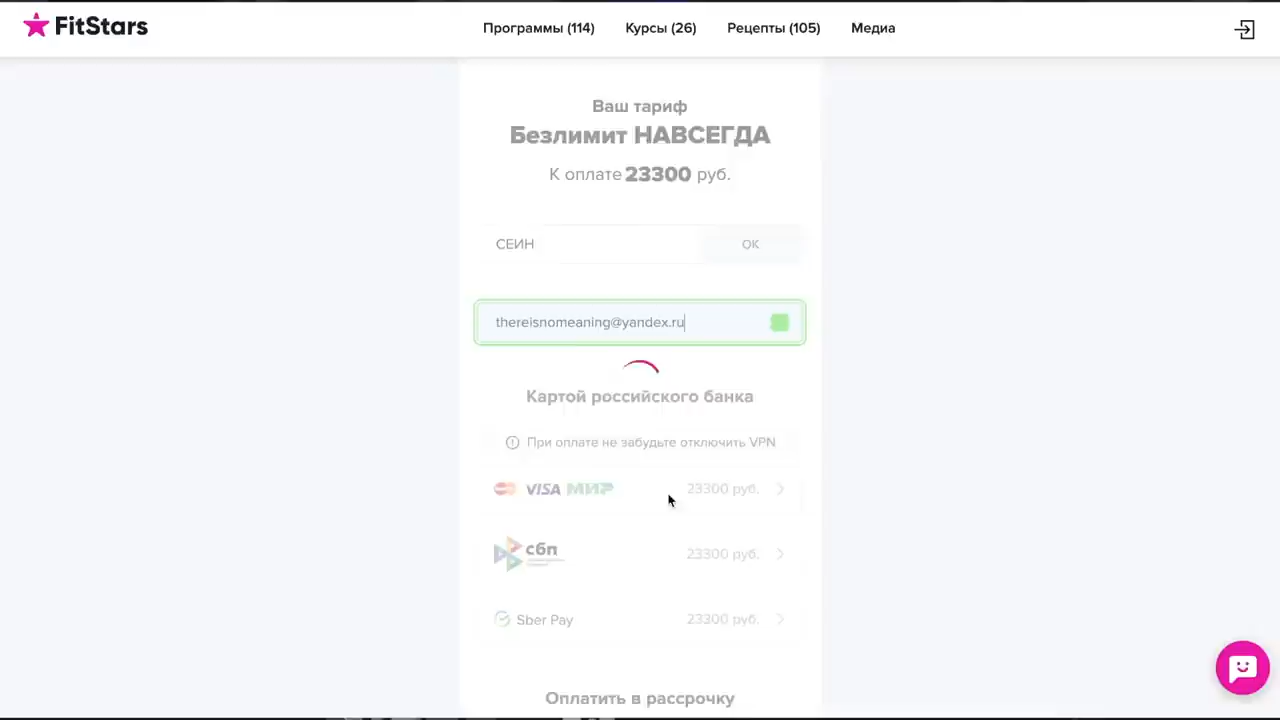 FitStars
Программы (114) Курсы (26) Рецепты (105) Медиа
Ваш тариф
Безлимит НАВСЕГДА
К оплате 23300 руб.
СЕИН OK
thereisnomeaning@yandex.ru
Картой российского банка
При оплате не забудьте отключить VPN
VISA МИР 23300 руб.
сбп 23300 руб.
Sber Pay 23300 руб.
Оплатить в рассрочку